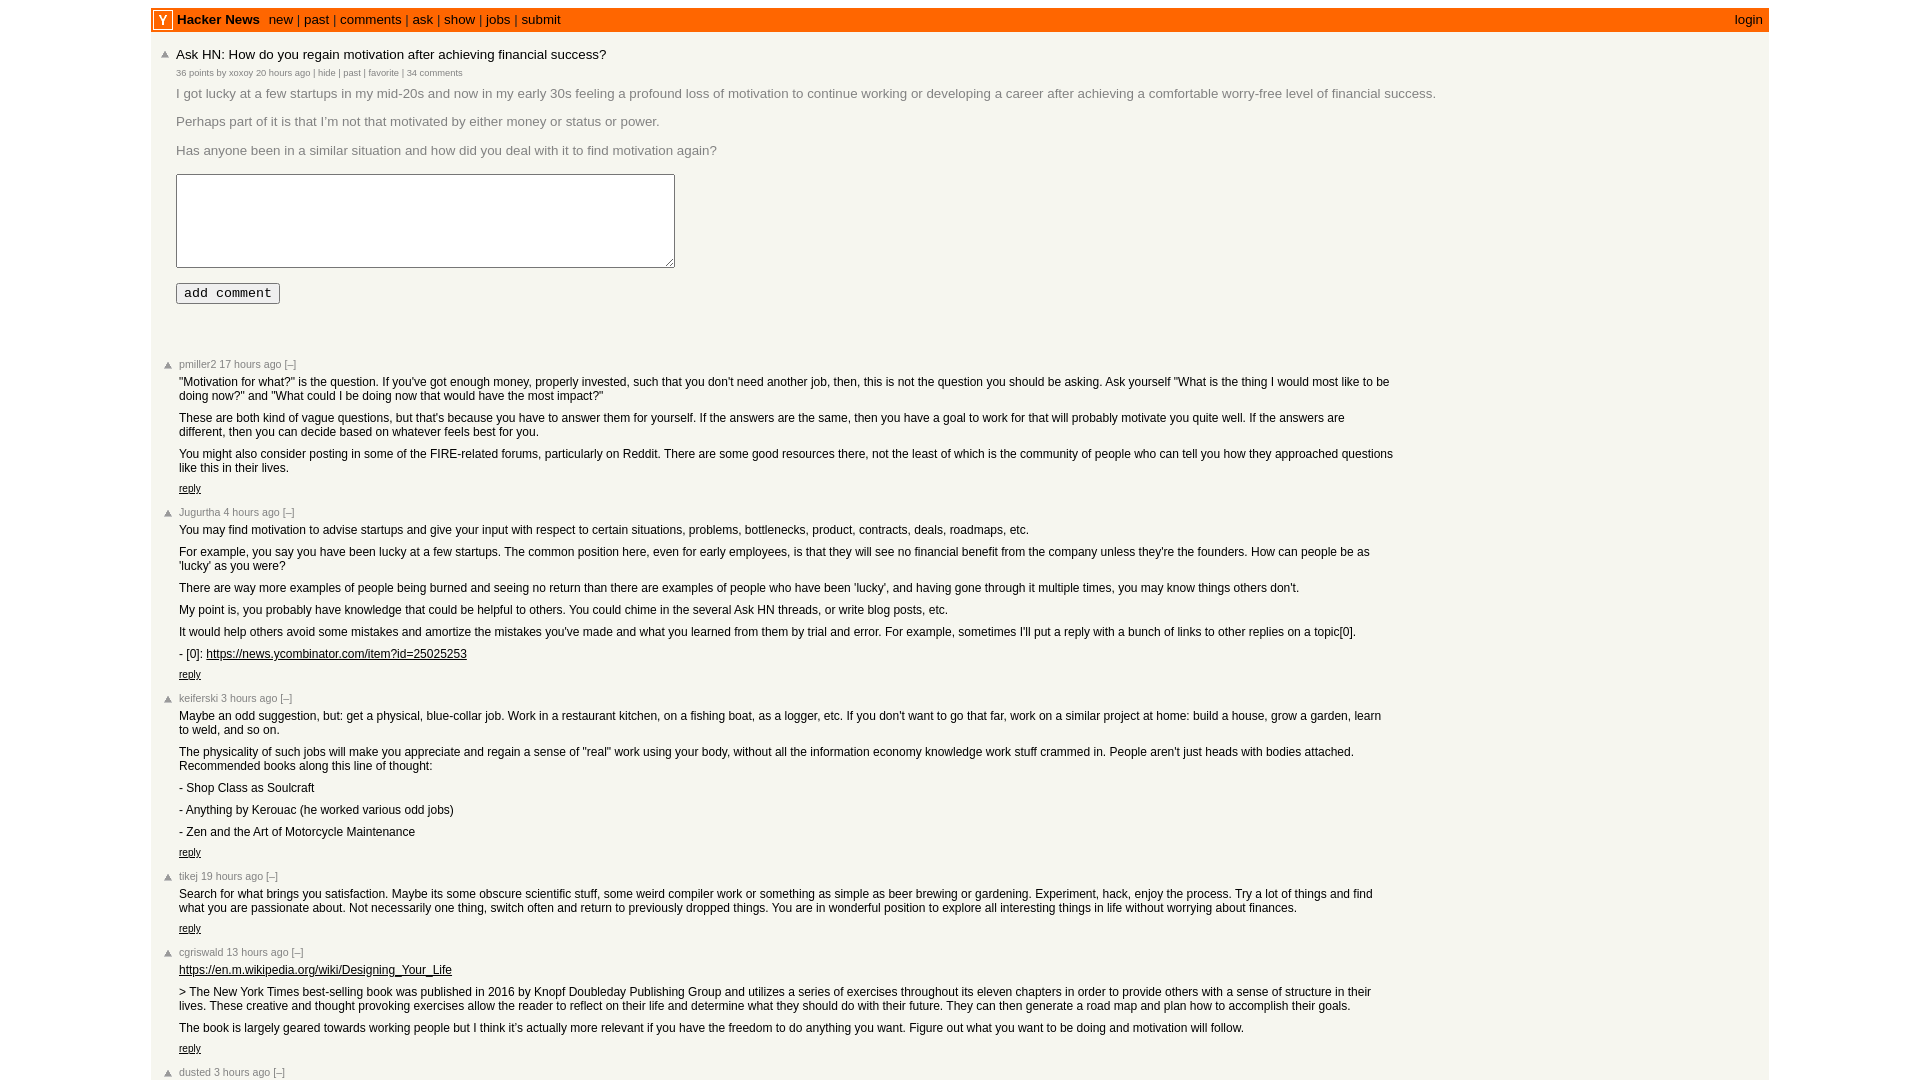 Y Hacker News new | past | comments | ask | show | jobs | submit login
Ask HN: How do you regain motivation after achieving financial success?
36 points by xoxoy 20 hours ago | hide | past | favorite | 34 comments
I got lucky at a few startups in my mid-20s and now in my early 30s feeling a profound loss of motivation to continue working or developing a career after achieving a comfortable worry-free level of financial success.
Perhaps part of it is that I’m not that motivated by either money or status or power.
Has anyone been in a similar situation and how did you deal with it to find motivation again?
add comment
pmiller2 17 hours ago [–]
"Motivation for what?" is the question. If you've got enough money, properly invested, such that you don't need another job, then, this is not the question you should be asking. Ask yourself "What is the thing I would most like to be
doing now?" and "What could I be doing now that would have the most impact?"
These are both kind of vague questions, but that's because you have to answer them for yourself. If the answers are the same, then you have a goal to work for that will probably motivate you quite well. If the answers are
different, then you can decide based on whatever feels best for you.
You might also consider posting in some of the FIRE-related forums, particularly on Reddit. There are some good resources there, not the least of which is the community of people who can tell you how they approached questions
like this in their lives.
reply
Jugurtha 4 hours ago [–]
You may find motivation to advise startups and give your input with respect to certain situations, problems, bottlenecks, product, contracts, deals, roadmaps, etc.
For example, you say you have been lucky at a few startups. The common position here, even for early employees, is that they will see no financial benefit from the company unless they're the founders. How can people be as
'lucky' as you were?
There are way more examples of people being burned and seeing no return than there are examples of people who have been 'lucky', and having gone through it multiple times, you may know things others don't.
My point is, you probably have knowledge that could be helpful to others. You could chime in the several Ask HN threads, or write blog posts, etc.
It would help others avoid some mistakes and amortize the mistakes you've made and what you learned from them by trial and error. For example, sometimes I'll put a reply with a bunch of links to other replies on a topic[0].
- [0]: https://news.ycombinator.com/item?id=25025253
reply
keiferski 3 hours ago [–]
Maybe an odd suggestion, but: get a physical, blue-collar job. Work in a restaurant kitchen, on a fishing boat, as a logger, etc. If you don't want to go that far, work on a similar project at home: build a house, grow a garden, learn
to weld, and so on.
The physicality of such jobs will make you appreciate and regain a sense of "real" work using your body, without all the information economy knowledge work stuff crammed in. People aren't just heads with bodies attached.
Recommended books along this line of thought:
- Shop Class as Soulcraft
- Anything by Kerouac (he worked various odd jobs)
- Zen and the Art of Motorcycle Maintenance
reply
tikej 19 hours ago [–]
Search for what brings you satisfaction. Maybe its some obscure scientific stuff, some weird compiler work or something as simple as beer brewing or gardening. Experiment, hack, enjoy the process. Try a lot of things and find
what you are passionate about. Not necessarily one thing, switch often and return to previously dropped things. You are in wonderful position to explore all interesting things in life without worrying about finances.
reply
cgriswald 13 hours ago [–]
https://en.m.wikipedia.org/wiki/Designing_Your_Life
> The New York Times best-selling book was published in 2016 by Knopf Doubleday Publishing Group and utilizes a series of exercises throughout its eleven chapters in order to provide others with a sense of structure in their
lives. These creative and thought provoking exercises allow the reader to reflect on their life and determine what they should do with their future. They can then generate a road map and plan how to accomplish their goals.
The book is largely geared towards working people but I think it’s actually more relevant if you have the freedom to do anything you want. Figure out what you want to be doing and motivation will follow.
reply
dusted 3 hours ago [–]